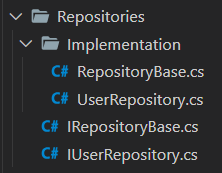 Repositories
Implementation
C# RepositoryBase.cs
C# UserRepository.cs
C# IRepositoryBase.cs
C# IUserRepository.cs